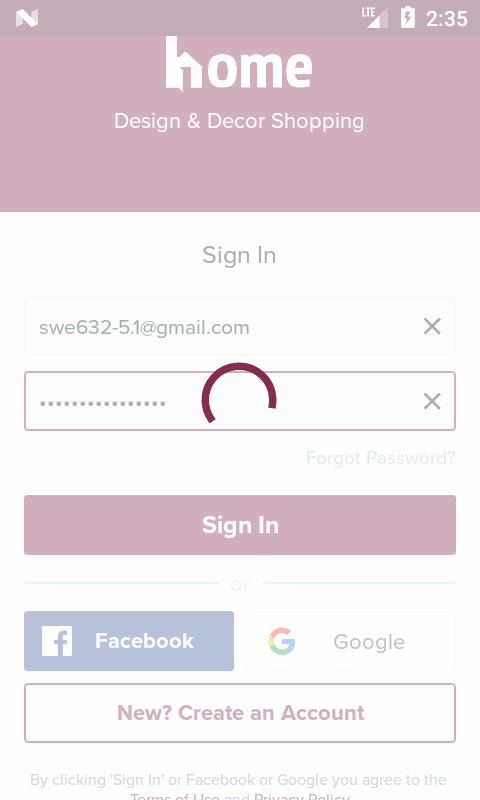 LTE 2:35
home
Design & Decor Shopping
Sign In
swe632-5.1@gmail.com
••••••••••••••••
Forgot Password?
Sign In
or
Facebook Google
New? Create an Account
By clicking 'Sign In' or Facebook or Google you agree to the
Terms of Use and Privacy Policy